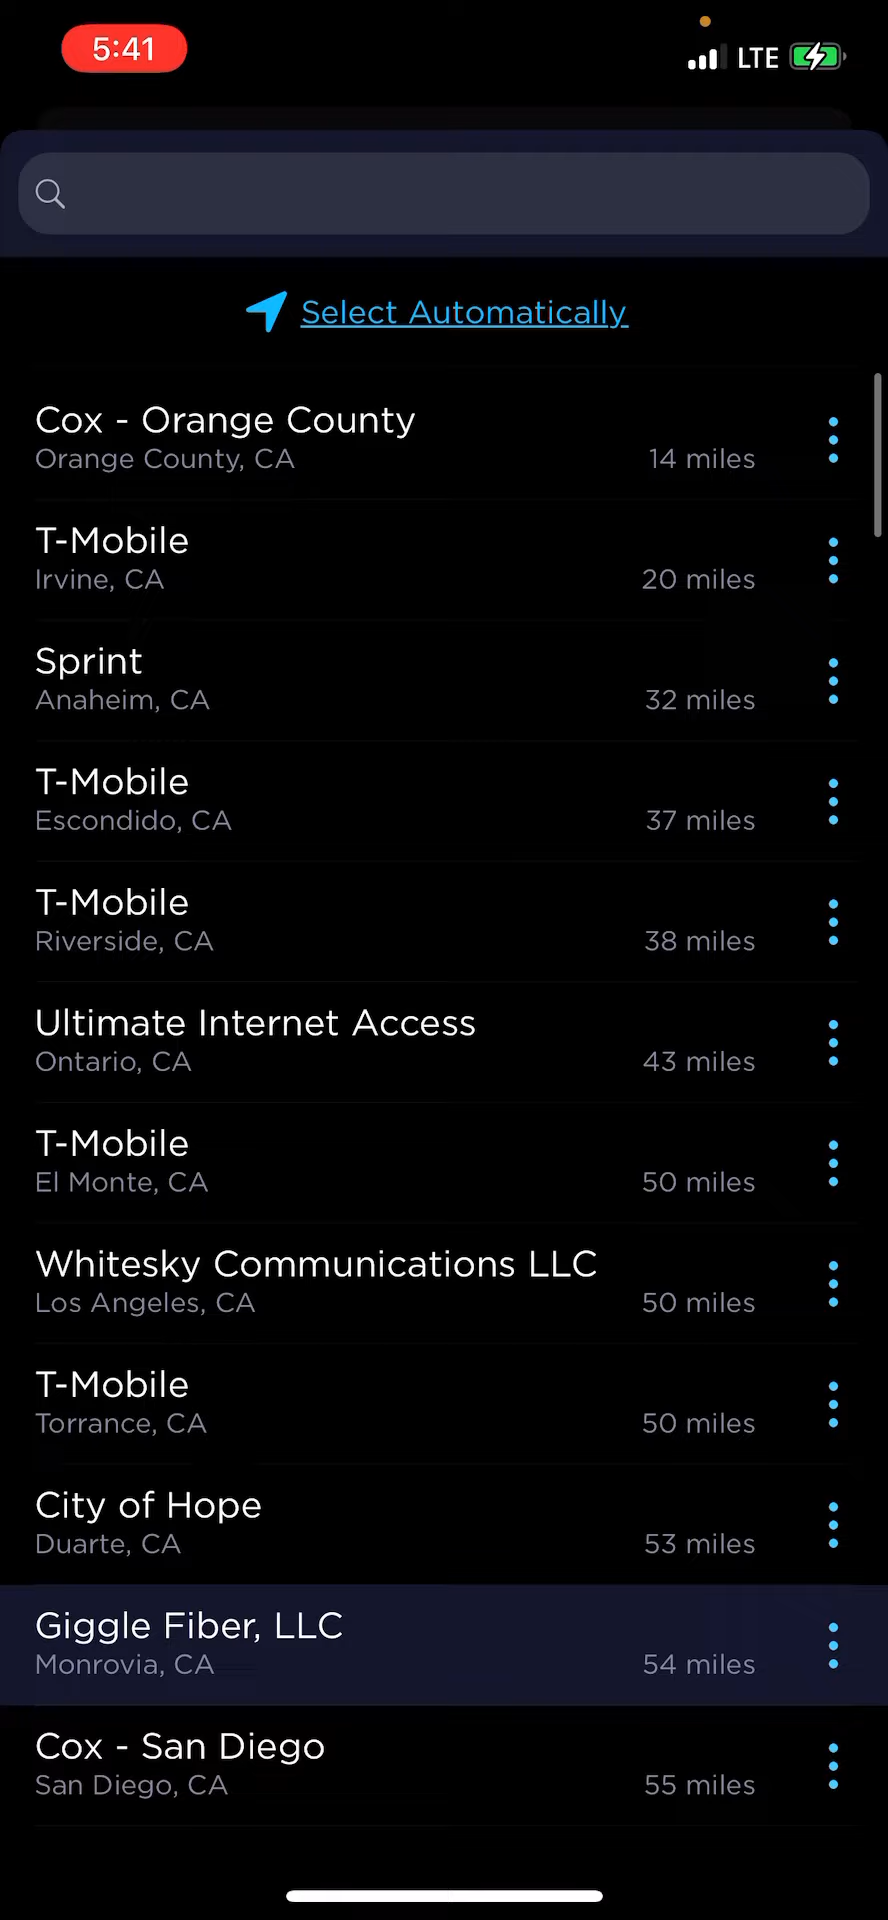 5:41
LTE
Select Automatically
Cox - Orange County
Orange County, CA
14 miles
T-Mobile
Irvine, CA
20 miles
Sprint
Anaheim, CA
32 miles
T-Mobile
Escondido, CA
37 miles
T-Mobile
Riverside, CA
38 miles
Ultimate Internet Access
Ontario, CA
43 miles
T-Mobile
El Monte, CA
50 miles
Whitesky Communications LLC
Los Angeles, CA
50 miles
T-Mobile
Torrance, CA
50 miles
City of Hope
Duarte, CA
53 miles
Giggle Fiber, LLC
Monrovia, CA
54 miles
Cox - San Diego
San Diego, CA
55 miles